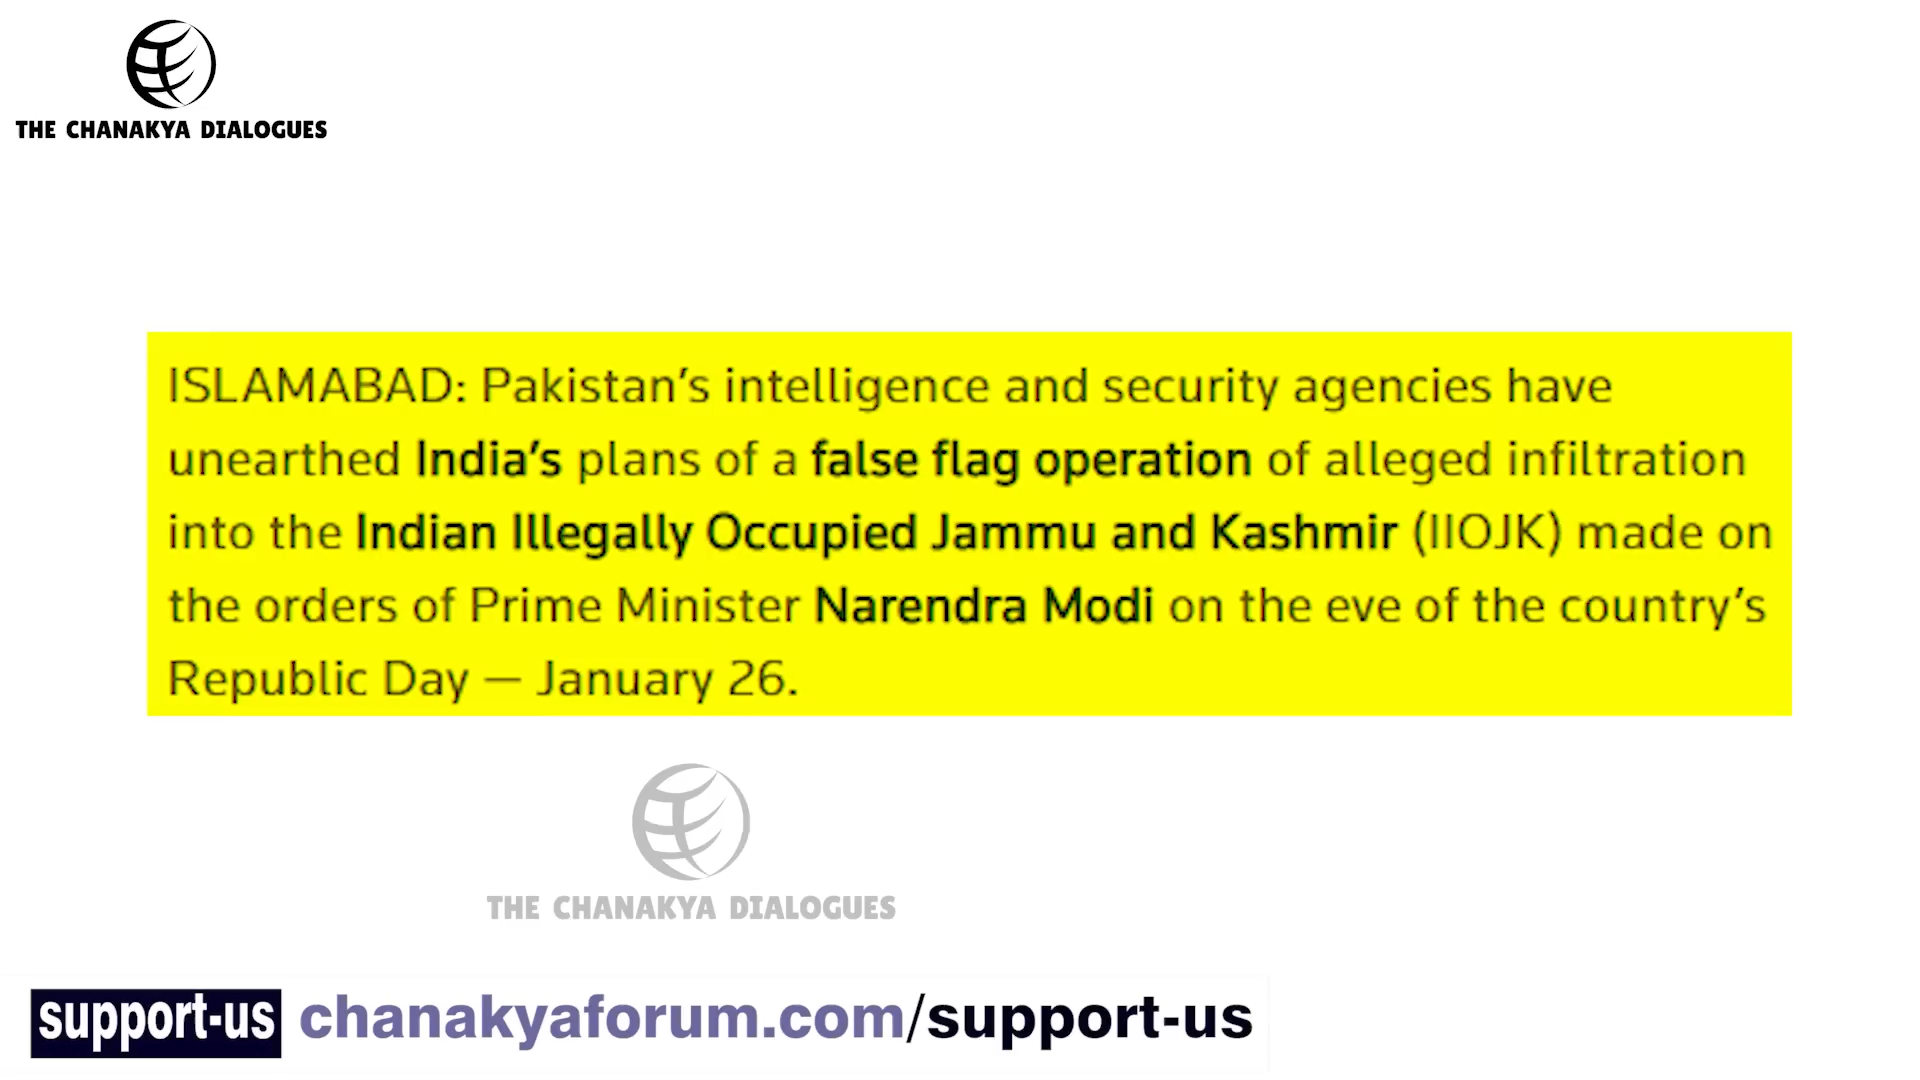 THE CHANAKYA DIALOGUES
ISLAMABAD: Pakistan’s intelligence and security agencies have
unearthed India’s plans of a false flag operation of alleged infiltration
into the Indian Illegally Occupied Jammu and Kashmir (IIOJK) made on
the orders of Prime Minister Narendra Modi on the eve of the country’s
Republic Day — January 26.
THE CHANAKYA DIALOGUES
support-us chanakyaforum.com/support-us